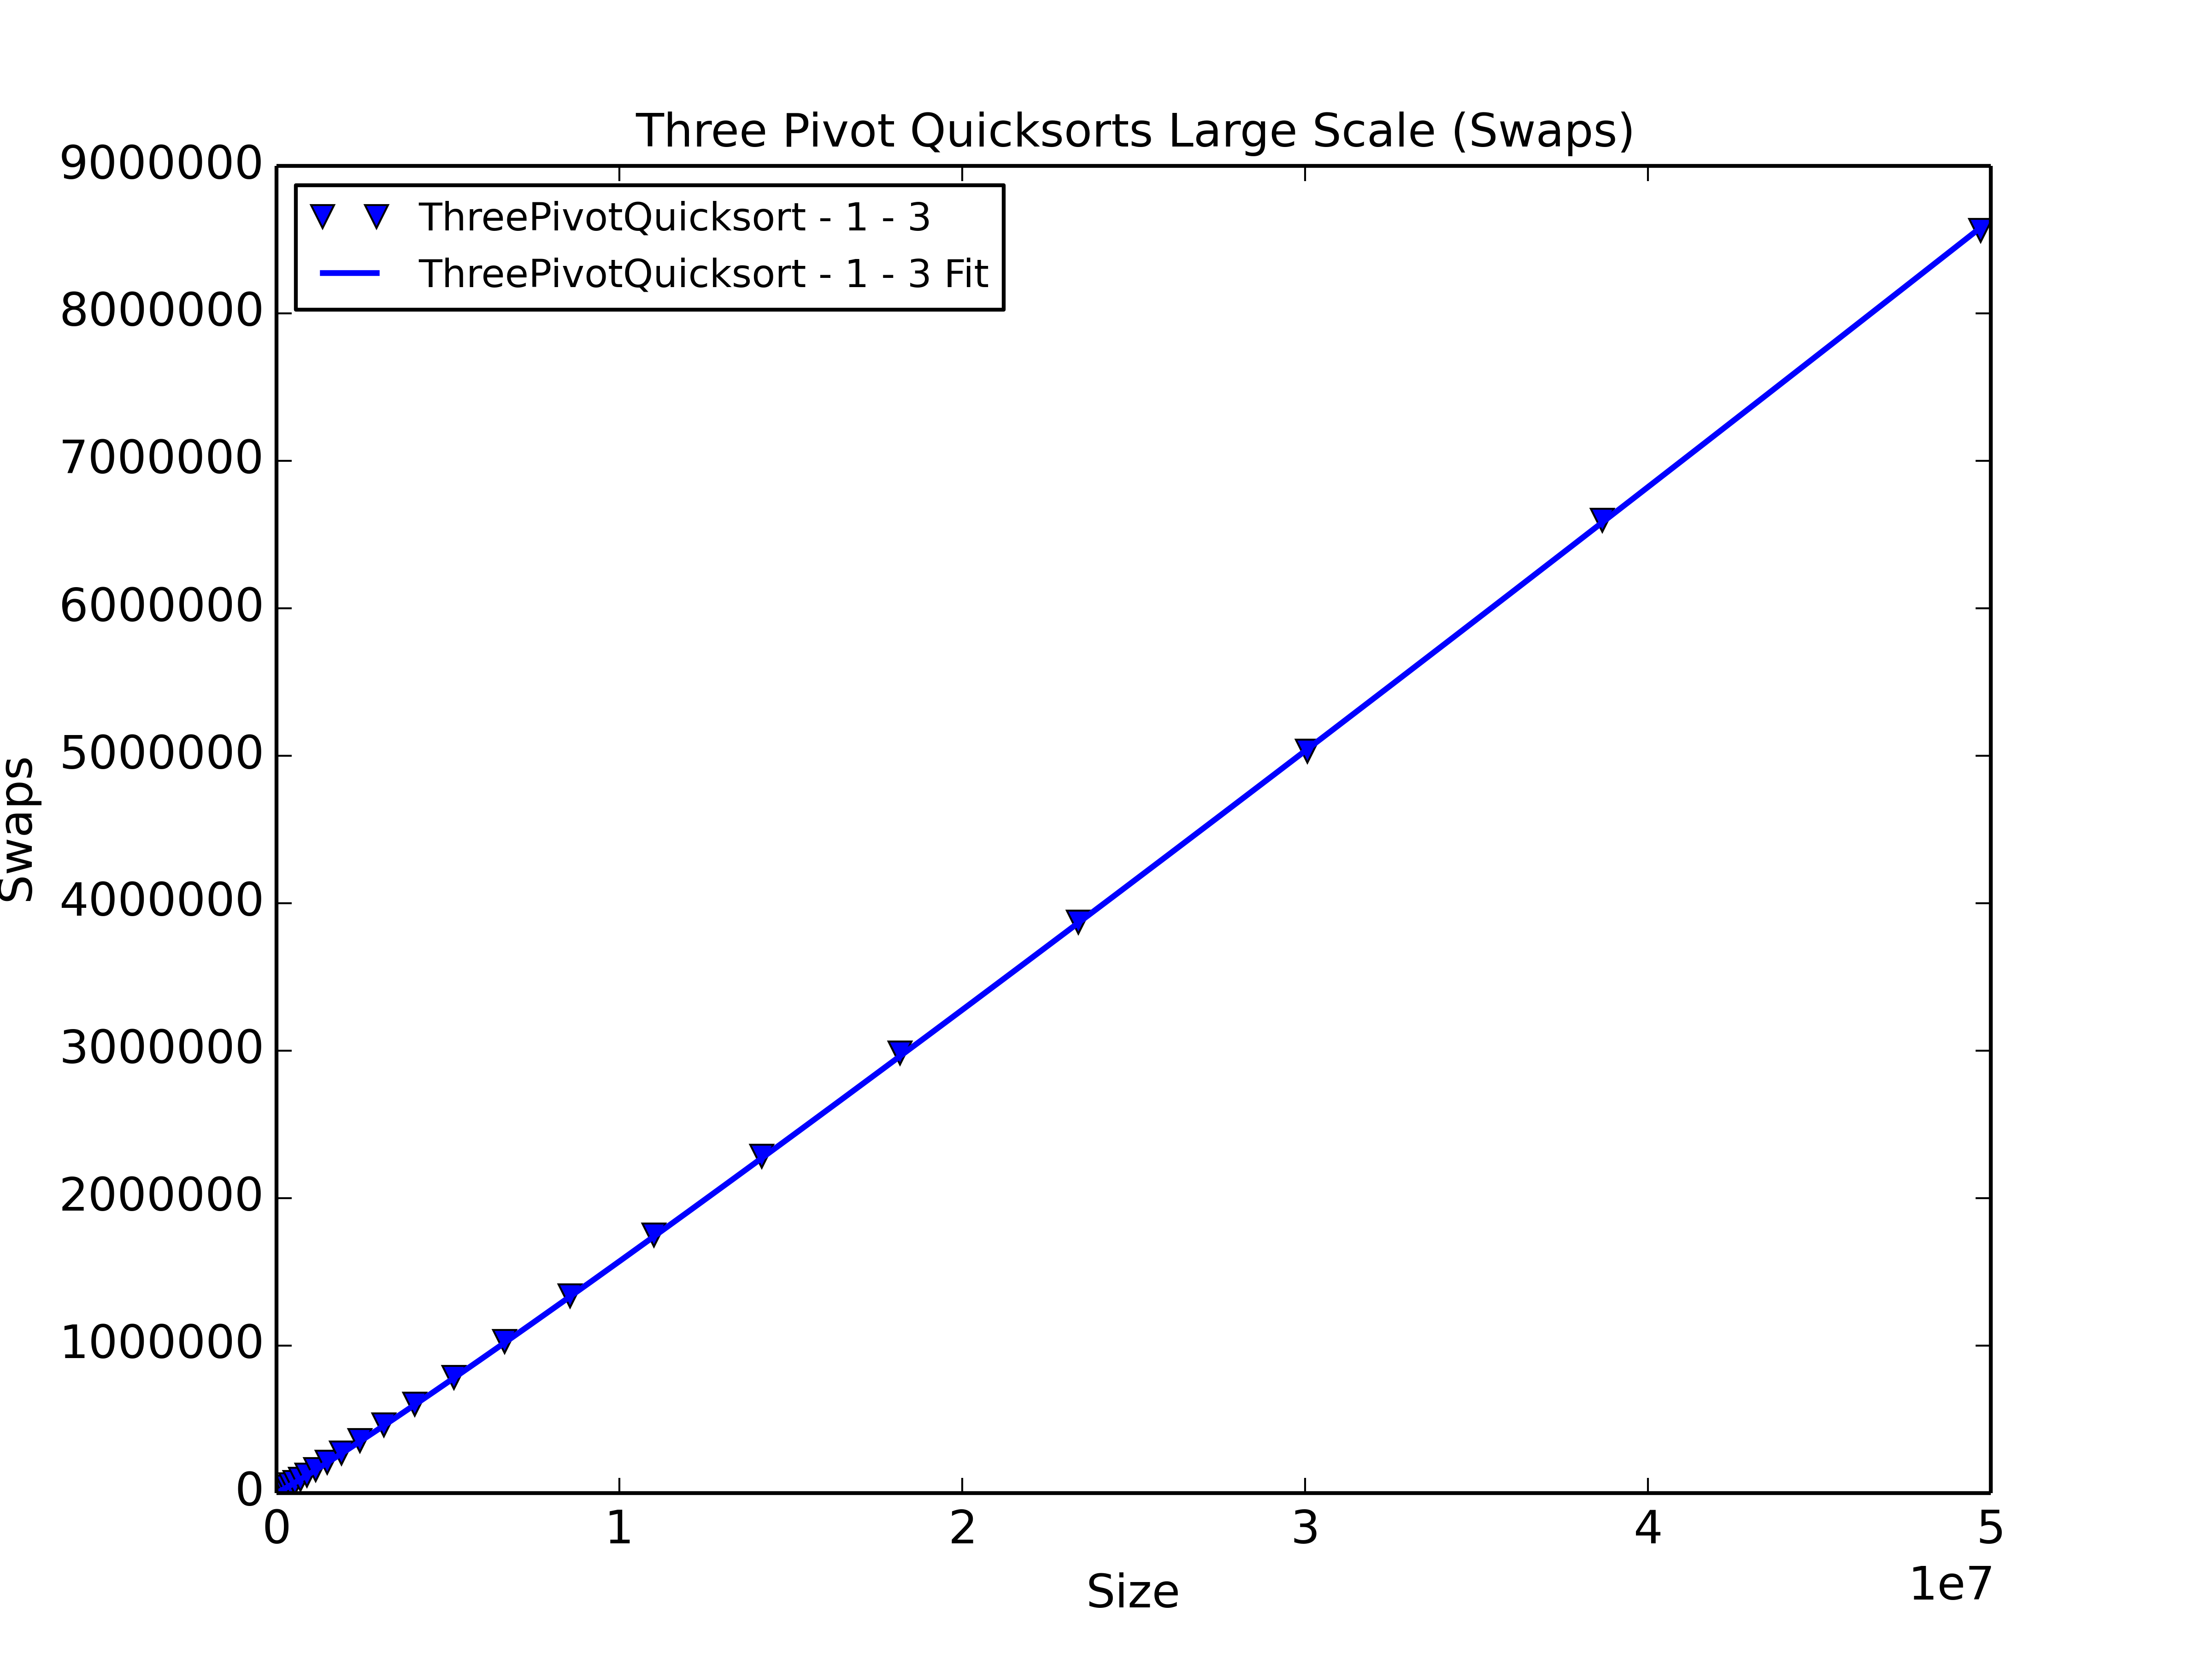 Three Pivot Quicksorts Large Scale (Swaps)
9000000
8000000
7000000
6000000
5000000
4000000
3000000
2000000
1000000
0
Swaps
ThreePivotQuicksort - 1 - 3
ThreePivotQuicksort - 1 - 3 Fit
0 1 2 3 4 5
1e7
Size